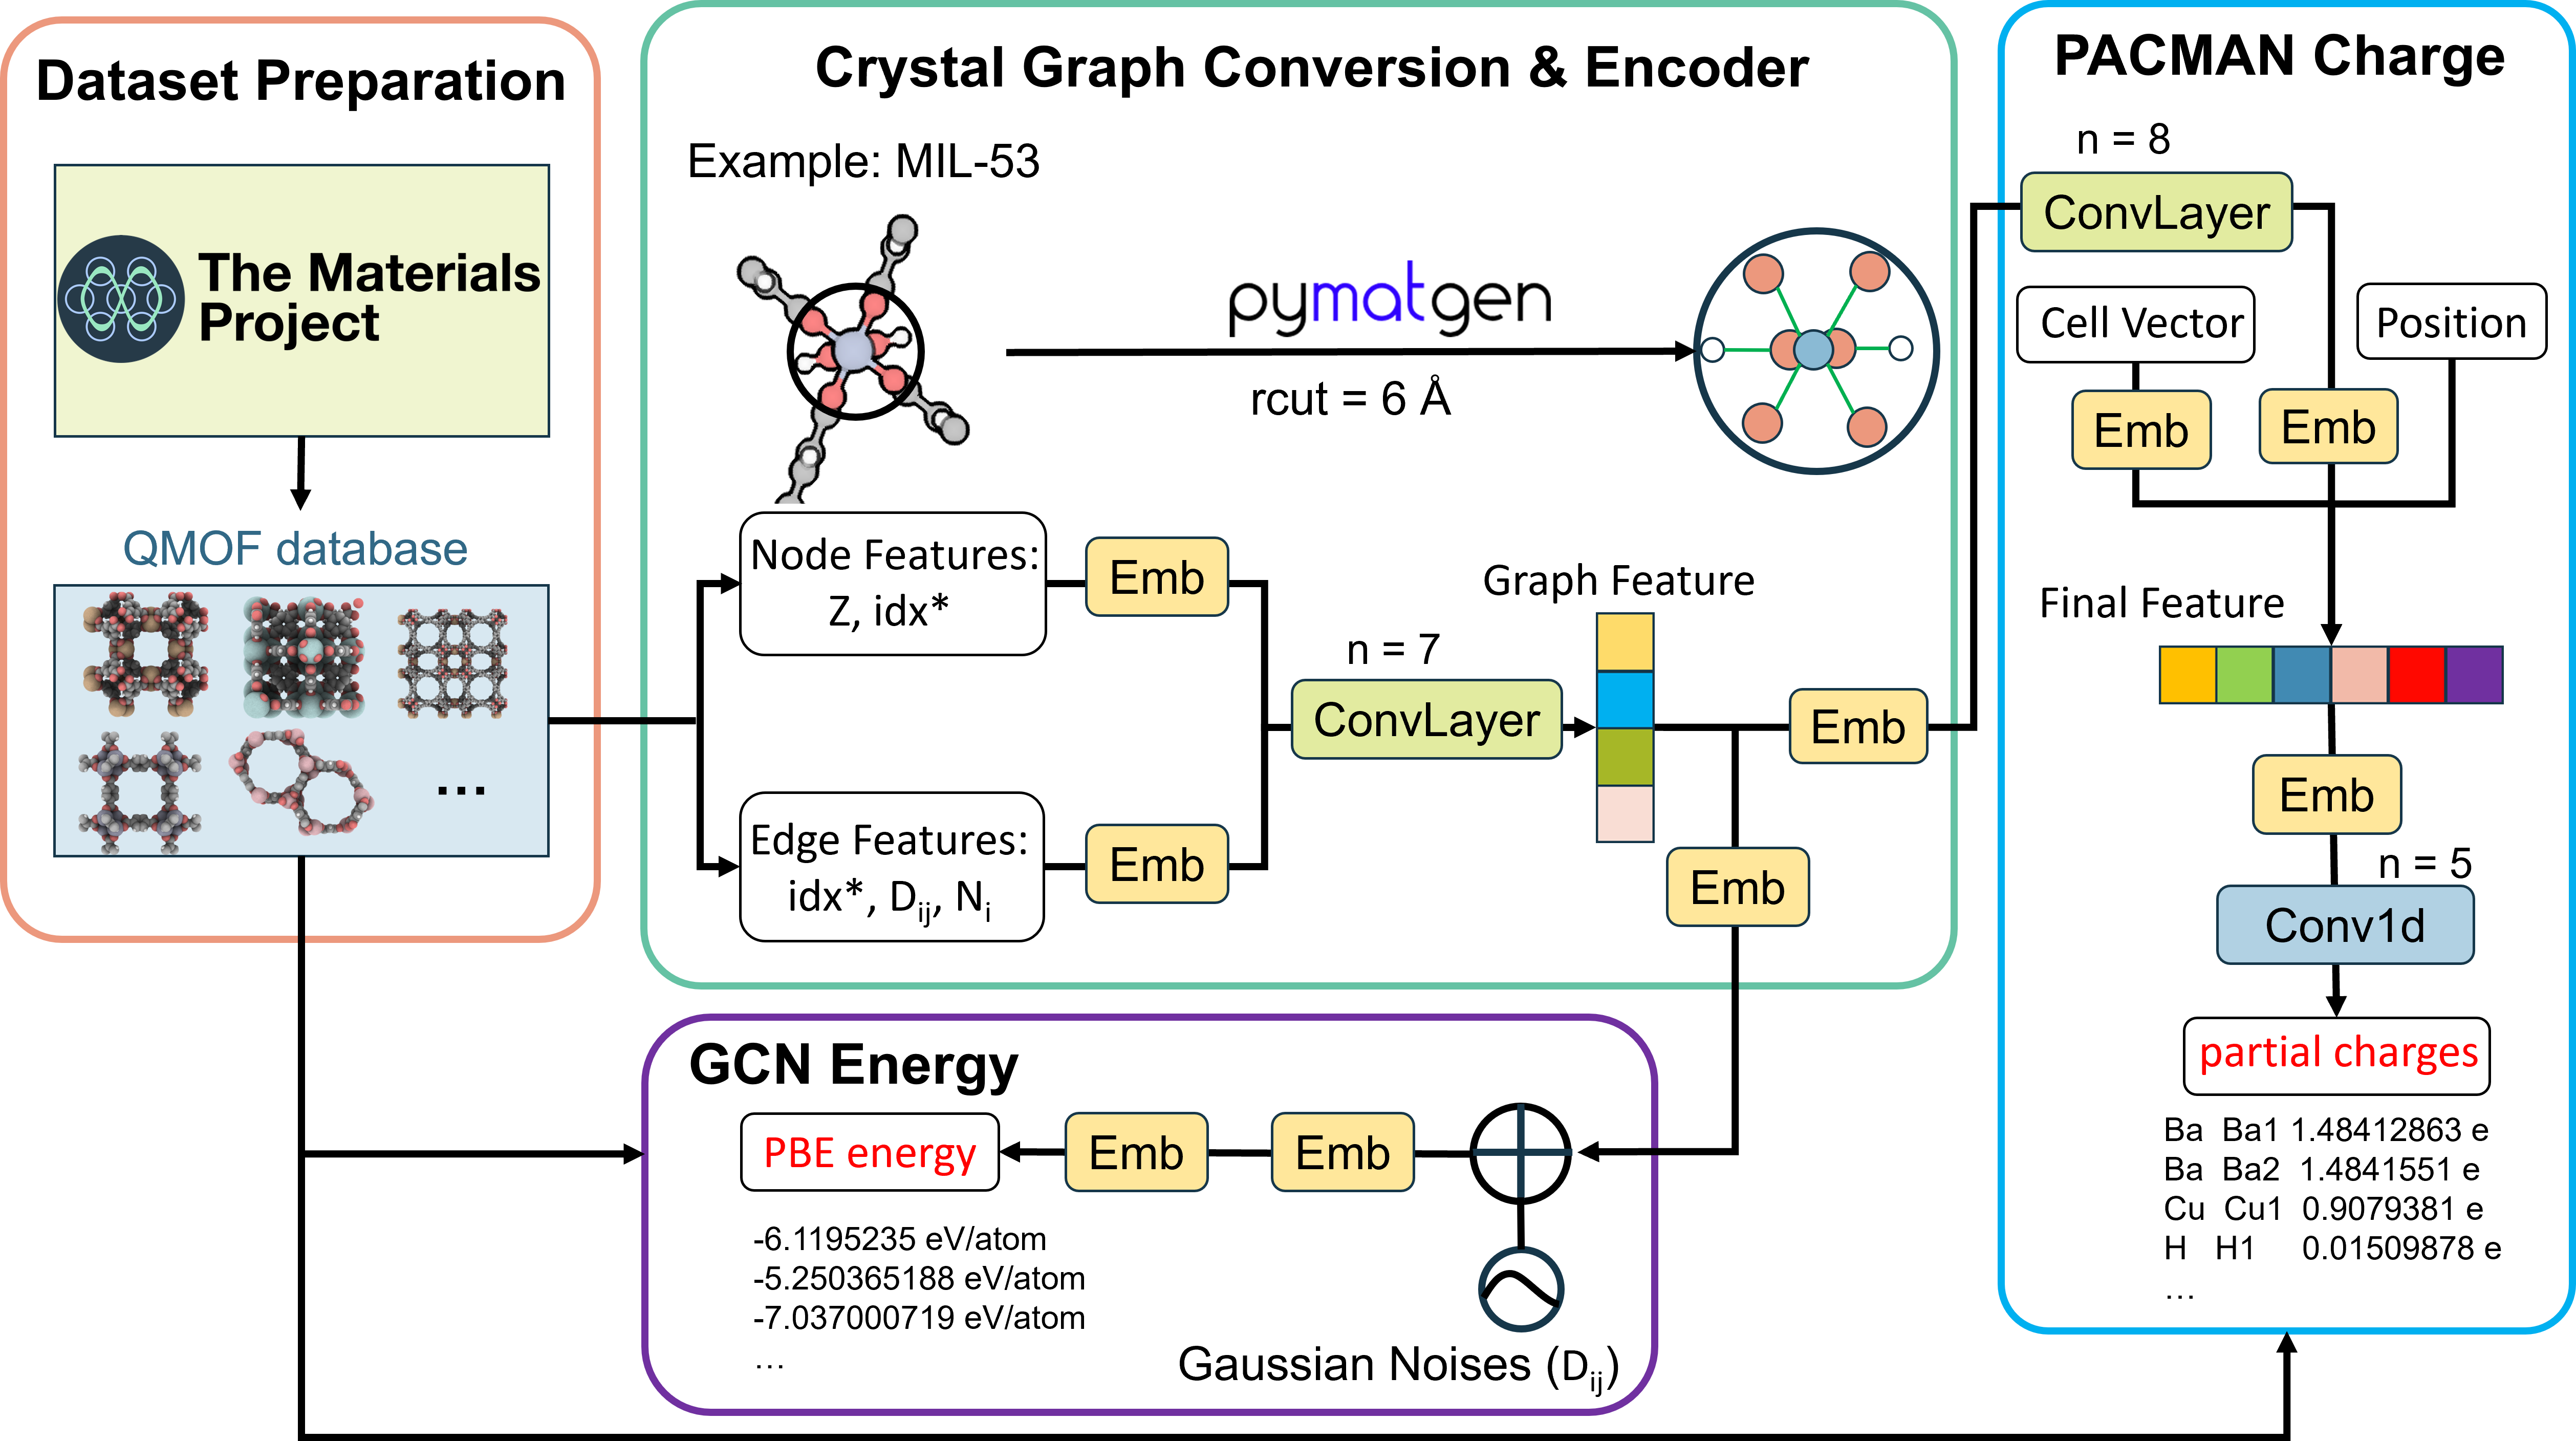 Dataset Preparation
The Materials
Project
QMOF database
...
Crystal Graph Conversion & Encoder
Example: MIL-53
pymatgen
rcut = 6 Å
Node Features:
Z, idx*
Emb
Edge Features:
idx*, Dij, Ni
Emb
n = 7
ConvLayer
Graph Feature
Emb
Emb
GCN Energy
PBE energy
Emb
Emb
-6.1195235 eV/atom
-5.250365188 eV/atom
-7.037000719 eV/atom
...
Gaussian Noises (Dij)
PACMAN Charge
n = 8
ConvLayer
Cell Vector
Position
Emb
Emb
Final Feature
Emb
n = 5
Conv1d
partial charges
Ba Ba1 1.48412863 e
Ba Ba2 1.4841551 e
Cu Cu1 0.9079381 e
H H1 0.01509878 e
...